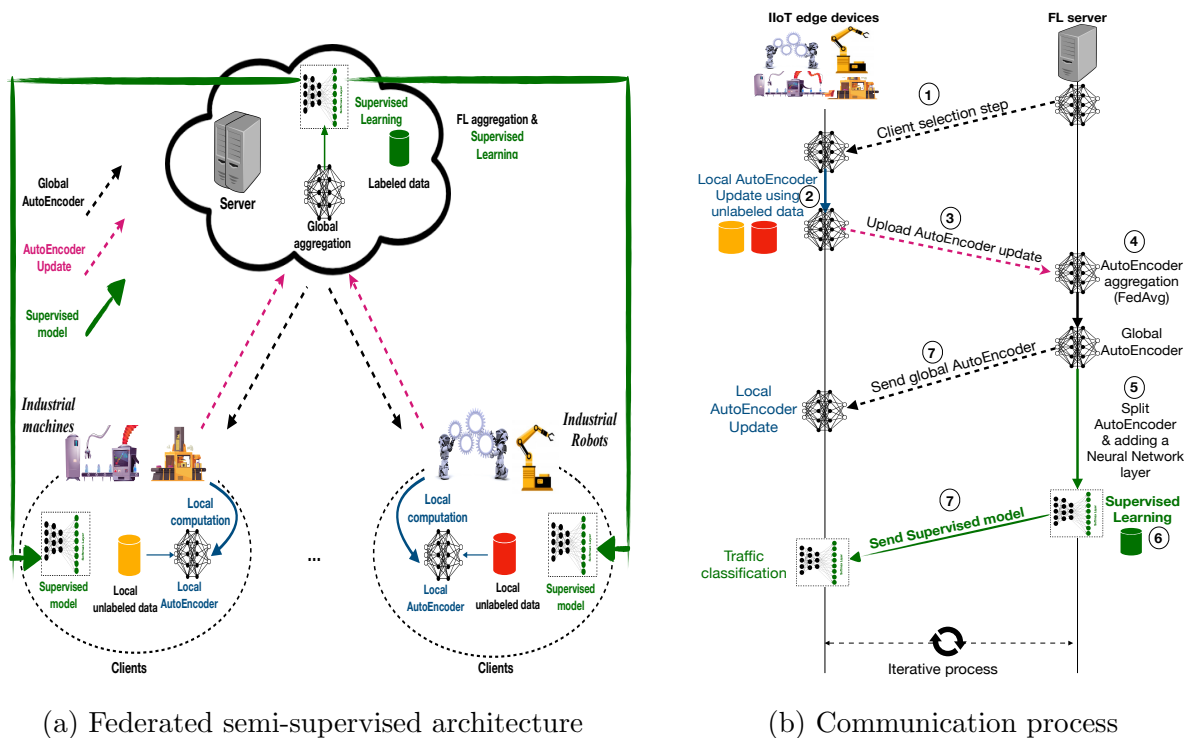 Supervised
Learning
FL aggregation &
Supervised
Learning
Labeled data
Server
Global
aggregation
Global
AutoEncoder
AutoEncoder
Update
Supervised
model
Industrial
machines
Industrial
Robots
Local
computation
Supervised
model
Local
unlabeled data
Local
AutoEncoder
Clients
...
Local
computation
Local
AutoEncoder
Local
unlabeled data
Supervised
model
Clients
(a) Federated semi-supervised architecture
IIoT edge devices
FL server
1
Client selection step
Local AutoEncoder
Update using
unlabeled data
2
3
Upload AutoEncoder update
4
AutoEncoder
aggregation
(FedAvg)
Global
AutoEncoder
7
Send global AutoEncoder
Local
AutoEncoder
Update
5
Split
AutoEncoder
& adding a
Neural Network
layer
7
Send Supervised model
Supervised
Learning
6
Traffic
classification
Iterative process
(b) Communication process